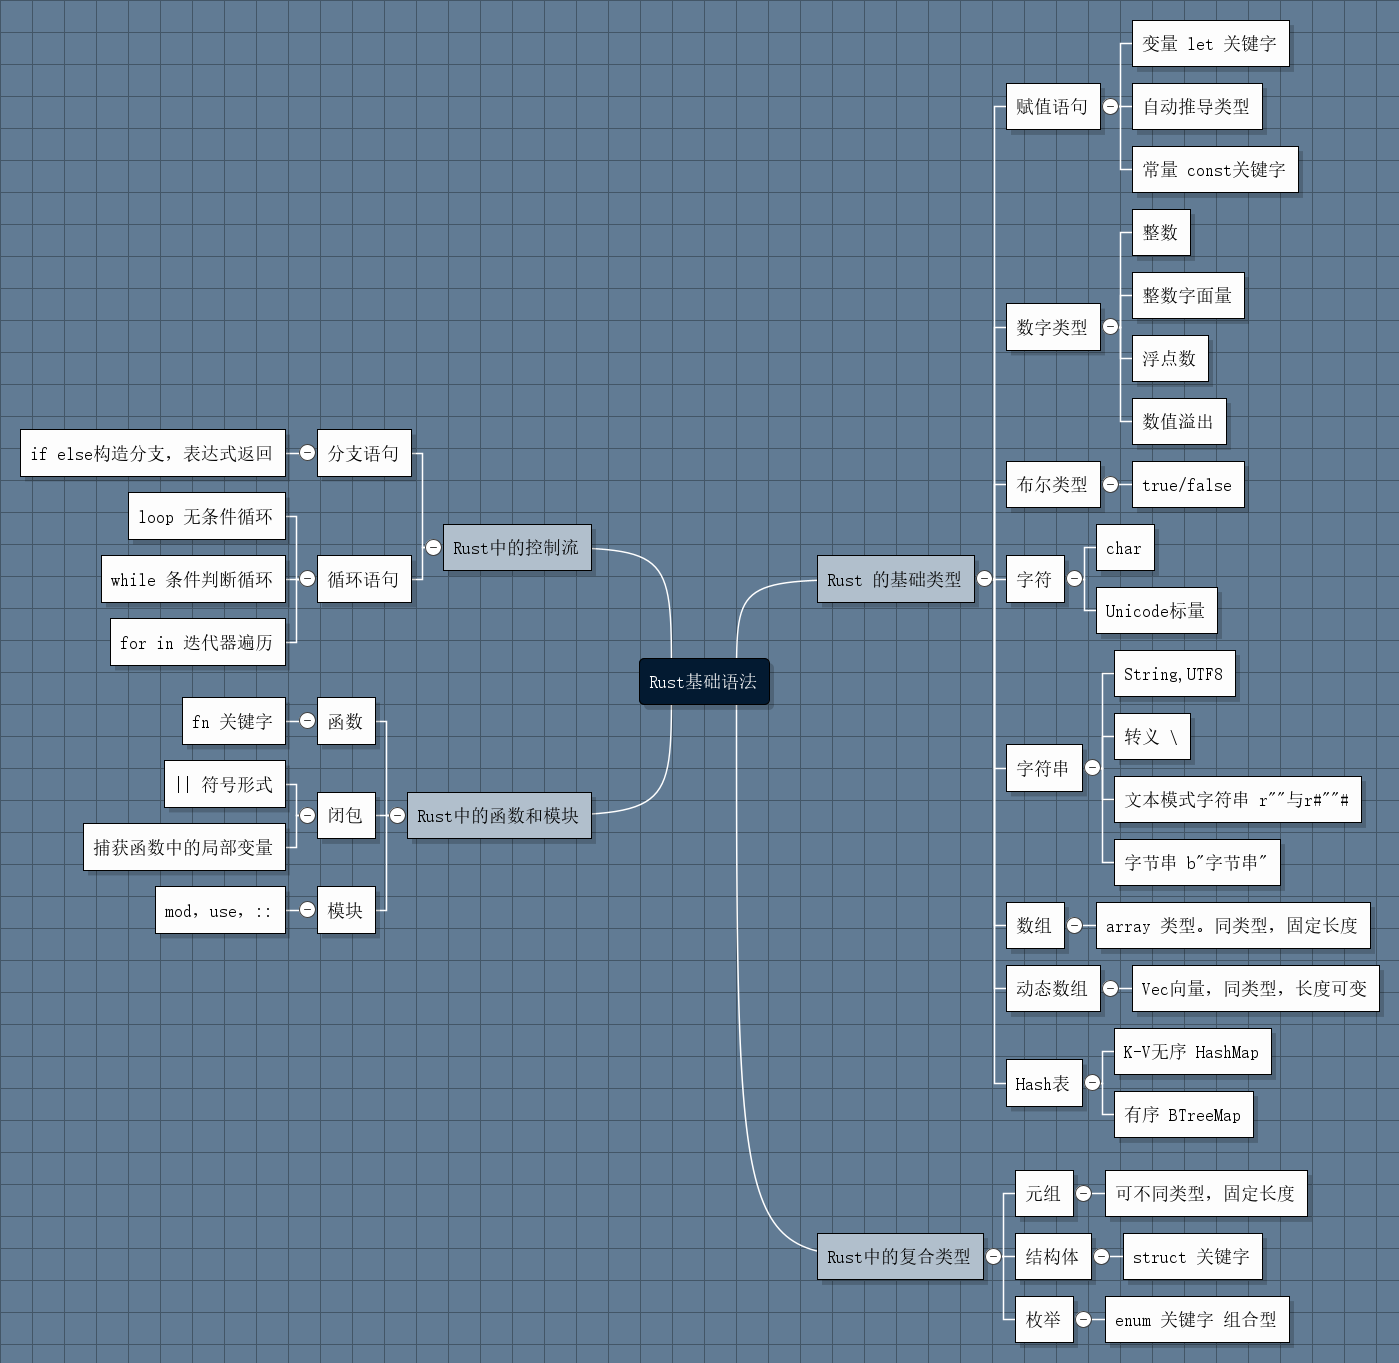 Rust基础语法
Rust 的基础类型
赋值语句
变量 let 关键字
自动推导类型
常量 const关键字
数字类型
整数
整数字面量
浮点数
数值溢出
布尔类型
true/false
字符
char
Unicode标量
字符串
String,UTF8
转义 \
文本模式字符串 r""与r#""#
字节串 b"字节串"
数组
array 类型。同类型，固定长度
动态数组
Vec向量，同类型，长度可变
Hash表
K-V无序 HashMap
有序 BTreeMap
Rust中的复合类型
元组
可不同类型，固定长度
结构体
struct 关键字
枚举
enum 关键字 组合型
Rust中的控制流
分支语句
if else构造分支，表达式返回
循环语句
loop 无条件循环
while 条件判断循环
for in 迭代器遍历
Rust中的函数和模块
函数
fn 关键字
闭包
|| 符号形式
捕获函数中的局部变量
模块
mod，use，::